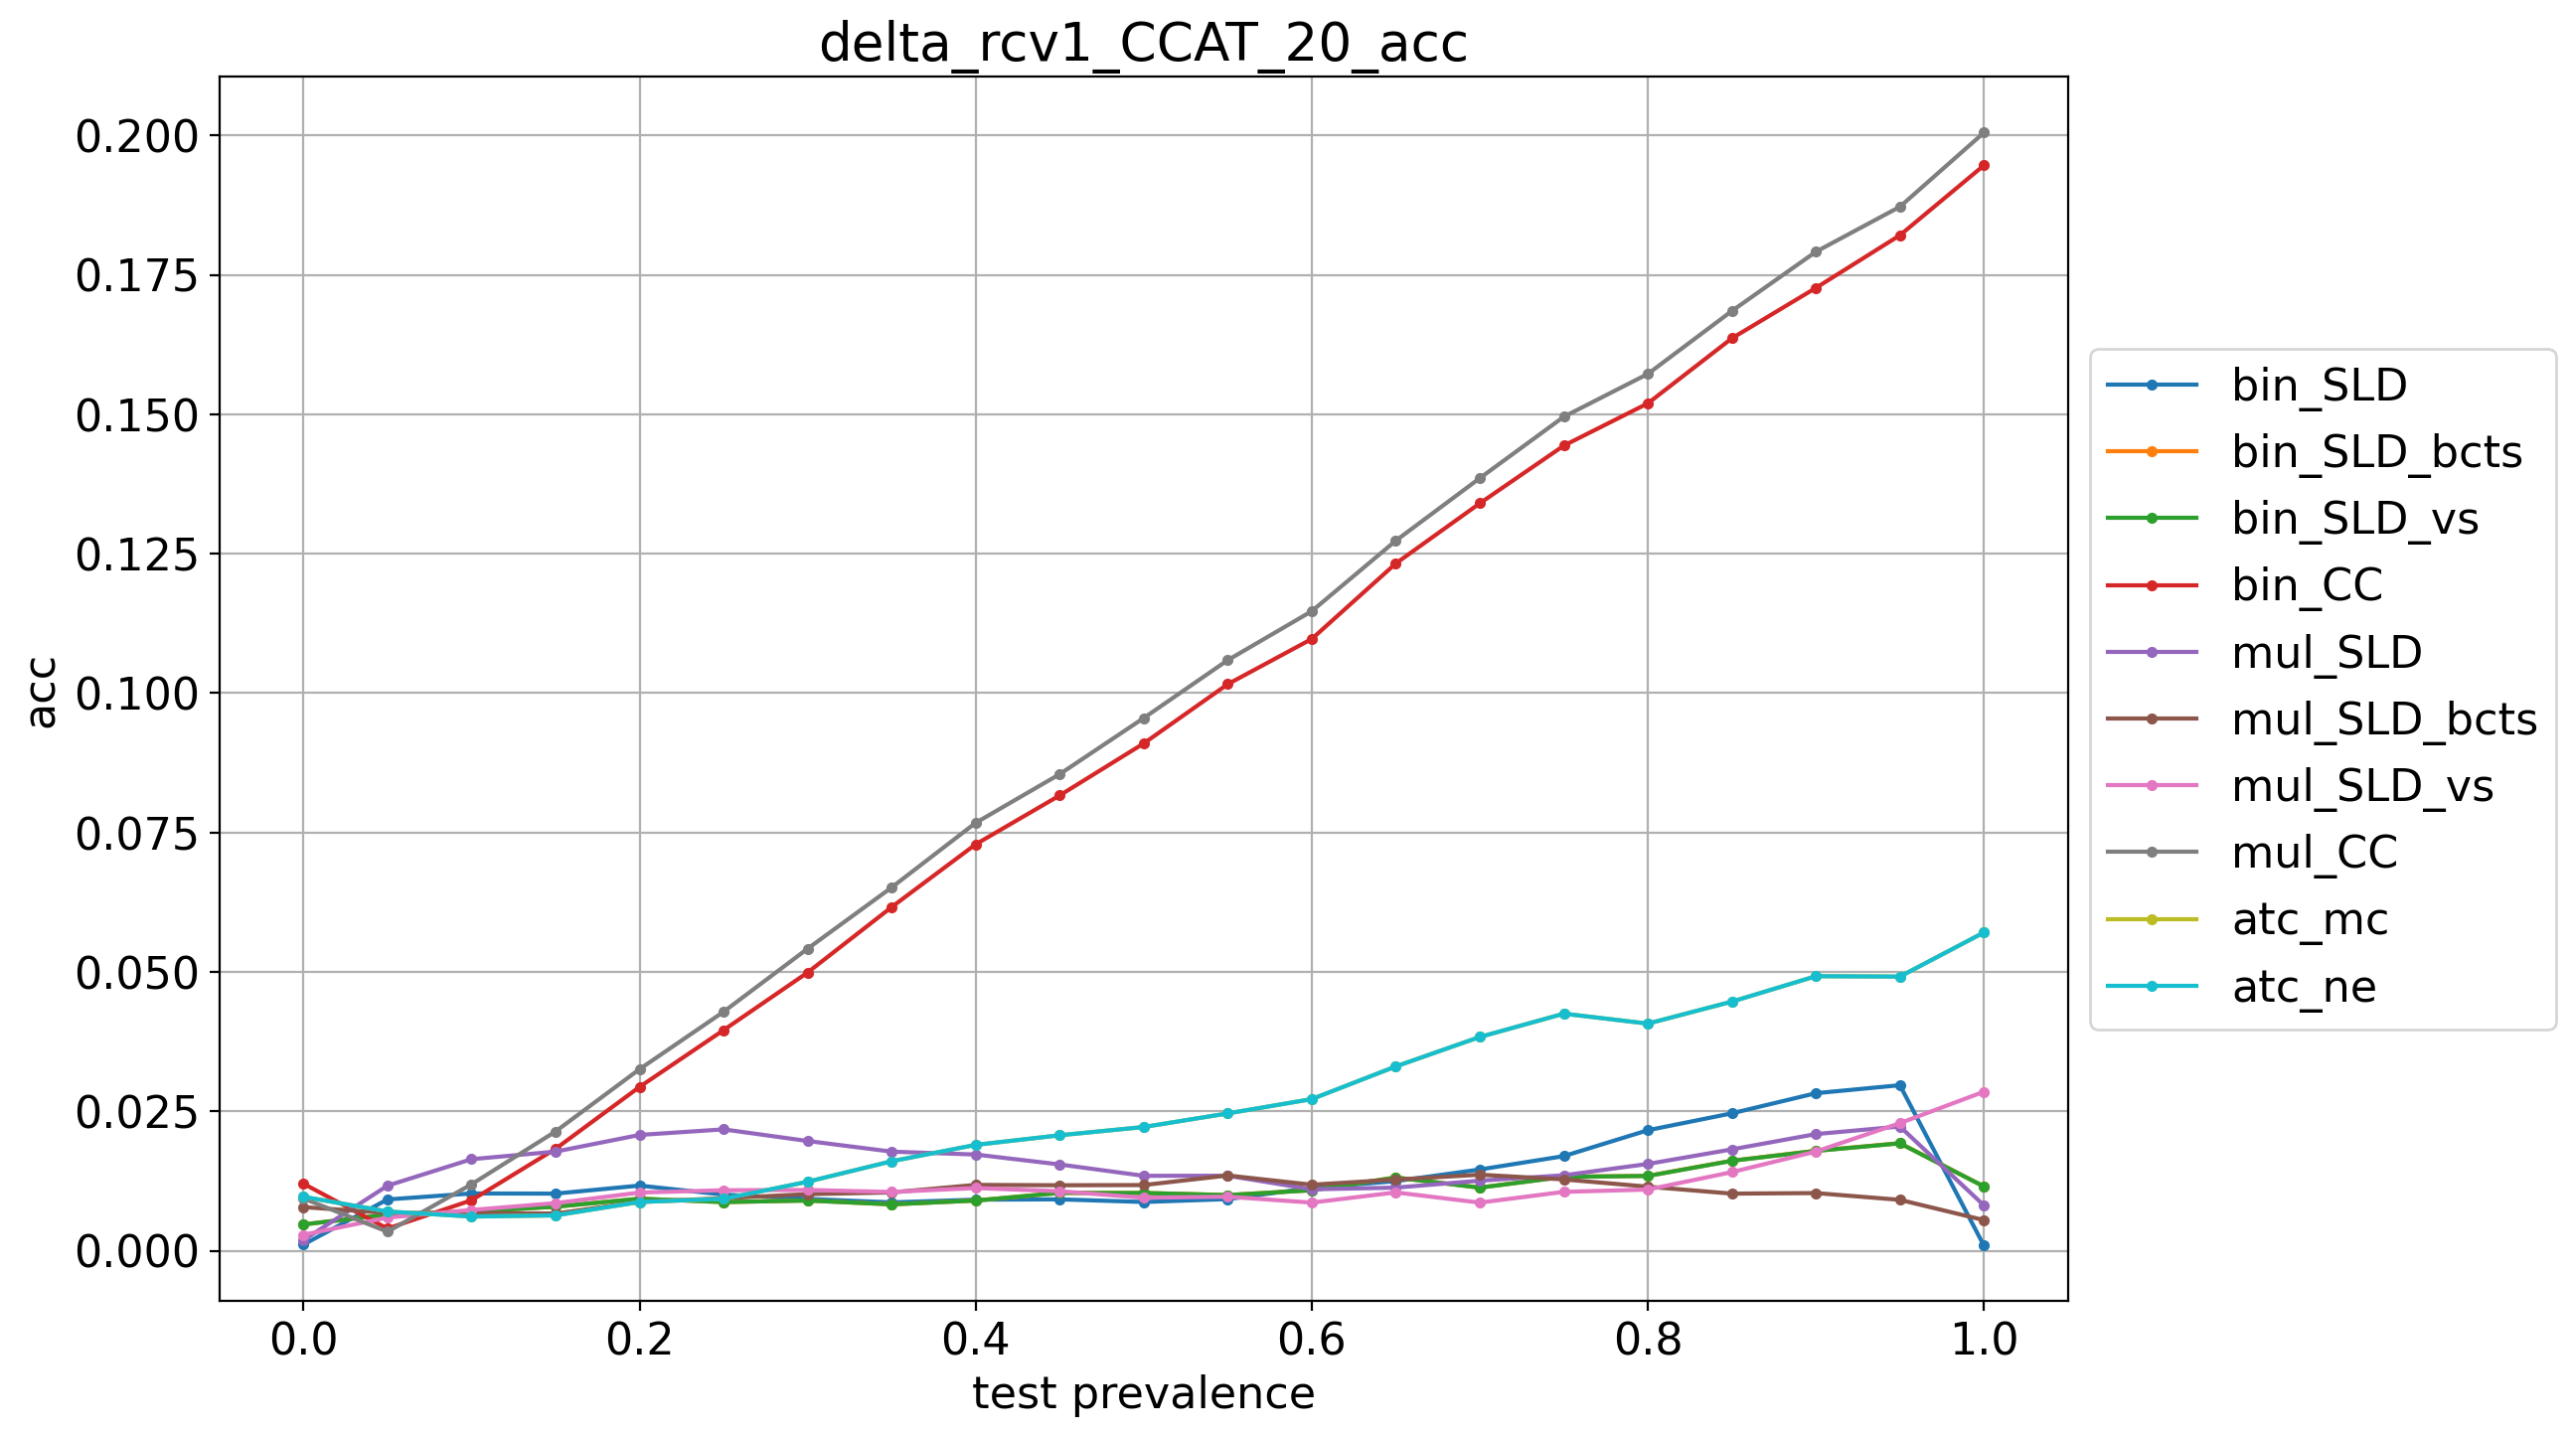 delta_rcv1_CCAT_20_acc
acc
0.200
0.175
0.150
0.125
0.100
0.075
0.050
0.025
0.000
0.0 0.2 0.4 0.6 0.8 1.0
test prevalence
bin_SLD
bin_SLD_bcts
bin_SLD_vs
bin_CC
mul_SLD
mul_SLD_bcts
mul_SLD_vs
mul_CC
atc_mc
atc_ne